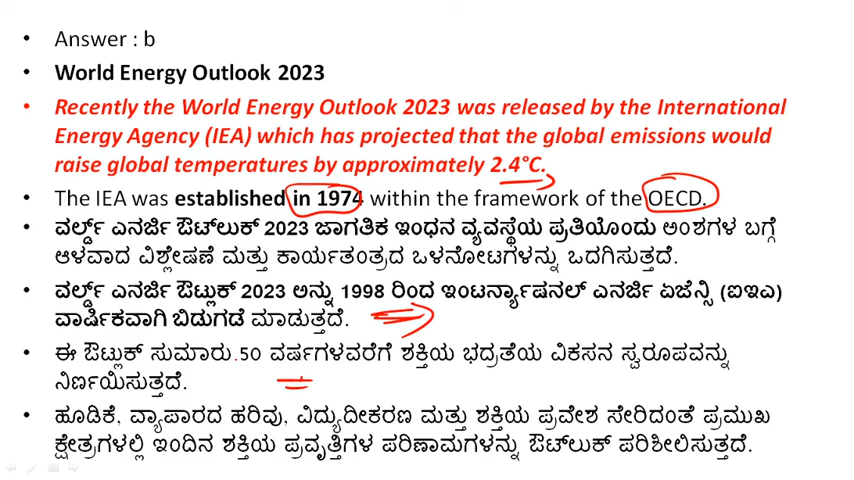 • Answer : b
• World Energy Outlook 2023
• Recently the World Energy Outlook 2023 was released by the International
Energy Agency (IEA) which has projected that the global emissions would
raise global temperatures by approximately 2.4°C.
• The IEA was established in 1974 within the framework of the OECD.
• ವರ್ಲ್ಡ್ ಎನರ್ಜಿ ಔಟ್‌ಲುಕ್ 2023 ಜಾಗತಿಕ ಇಂಧನ ವ್ಯವಸ್ಥೆಯ ಪ್ರತಿಯೊಂದು ಅಂಶಗಳ ಬಗ್ಗೆ
ಆಳವಾದ ವಿಶ್ಲೇಷಣೆ ಮತ್ತು ಕಾರ್ಯತಂತ್ರದ ಒಳನೋಟಗಳನ್ನು ಒದಗಿಸುತ್ತದೆ.
• ವರ್ಲ್ಡ್ ಎನರ್ಜಿ ಔಟ್ಲುಕ್ 2023 ಅನ್ನು 1998 ರಿಂದ ಇಂಟರ್ನ್ಯಾಷನಲ್ ಎನರ್ಜಿ ಏಜೆನ್ಸಿ (ಐಇಎ)
ವಾರ್ಷಿಕವಾಗಿ ಬಿಡುಗಡೆ ಮಾಡುತ್ತದೆ.
• ಈ ಔಟ್ಲುಕ್ ಸುಮಾರು 50 ವರ್ಷಗಳವರೆಗೆ ಶಕ್ತಿಯ ಭದ್ರತೆಯ ವಿಕಸನ ಸ್ವರೂಪವನ್ನು
ನಿರ್ಣಯಿಸುತ್ತದೆ.
• ಹೂಡಿಕೆ, ವ್ಯಾಪಾರದ ಹರಿವು, ವಿದ್ಯುದೀಕರಣ ಮತ್ತು ಶಕ್ತಿಯ ಪ್ರವೇಶ ಸೇರಿದಂತೆ ಪ್ರಮುಖ
ಕ್ಷೇತ್ರಗಳಲ್ಲಿ ಇಂದಿನ ಶಕ್ತಿಯ ಪ್ರವೃತ್ತಿಗಳ ಪರಿಣಾಮಗಳನ್ನು ಔಟ್‌ಲುಕ್ ಪರಿಶೀಲಿಸುತ್ತದೆ.